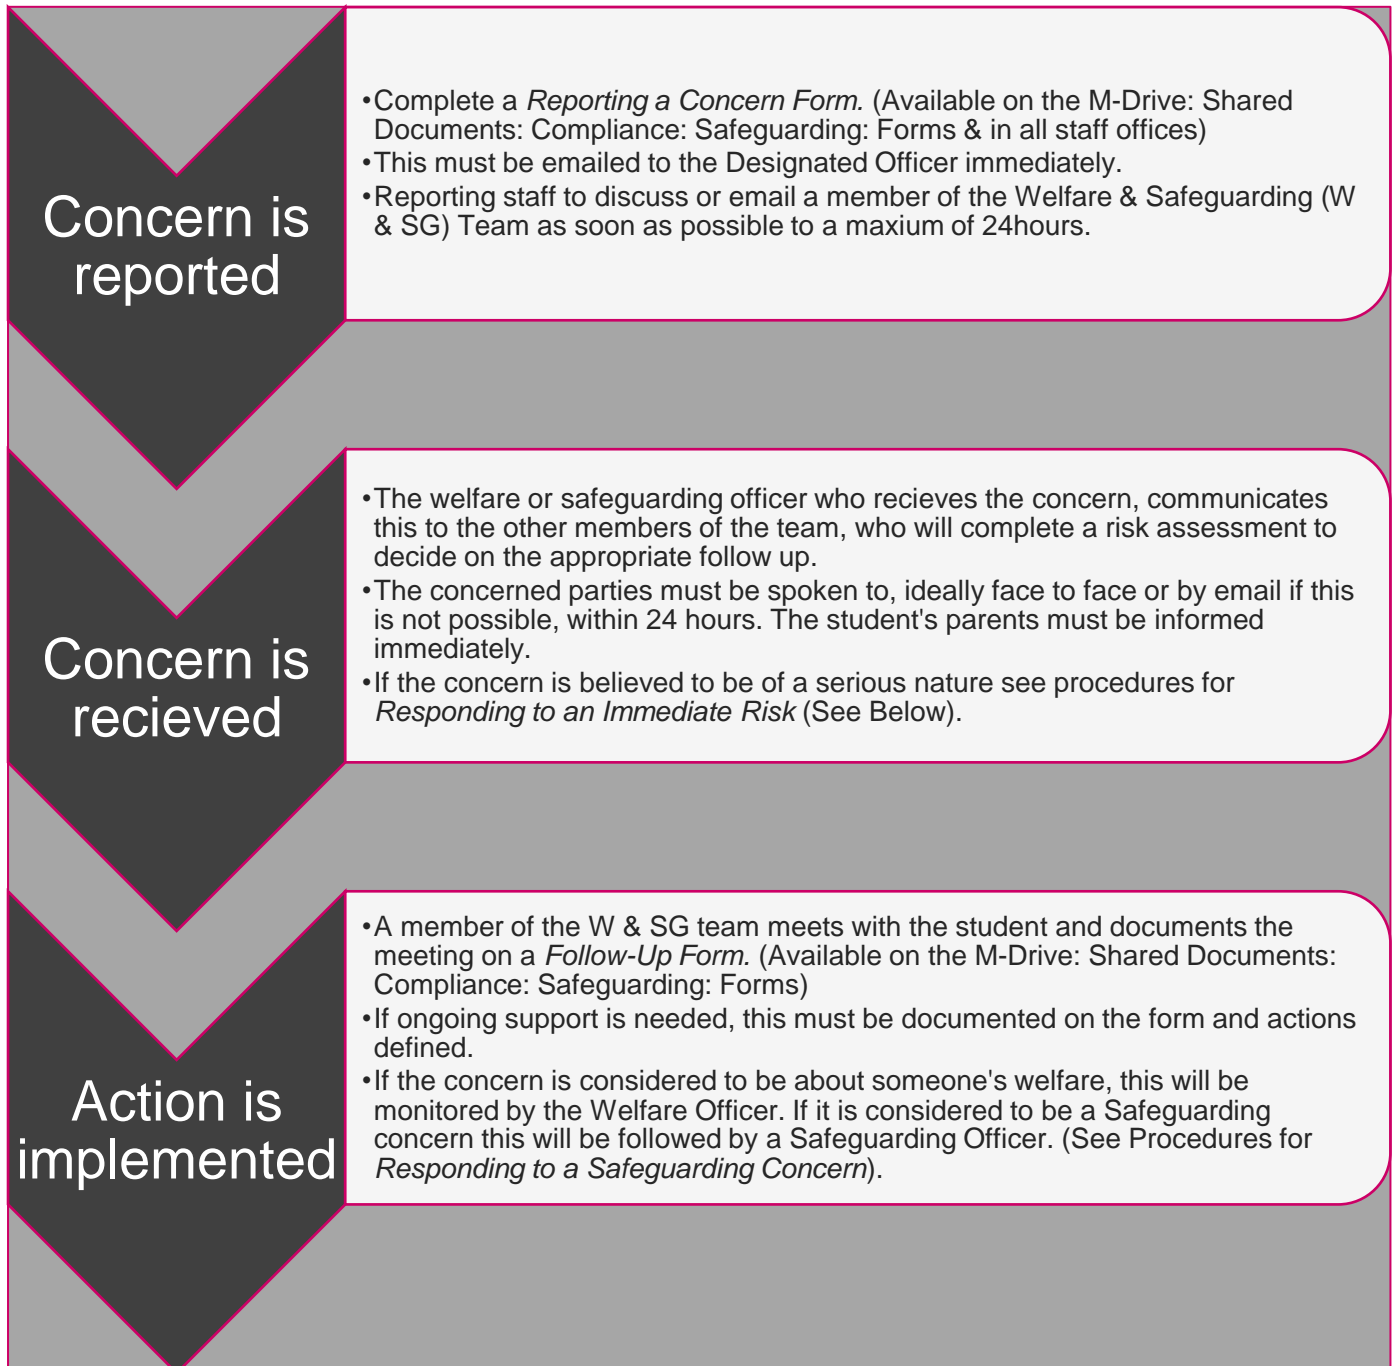 Concern is
reported
•Complete a Reporting a Concern Form. (Available on the M-Drive: Shared
Documents: Compliance: Safeguarding: Forms & in all staff offices)
•This must be emailed to the Designated Officer immediately.
•Reporting staff to discuss or email a member of the Welfare & Safeguarding (W
& SG) Team as soon as possible to a maxium of 24hours.
Concern is
recieved
•The welfare or safeguarding officer who recieves the concern, communicates
this to the other members of the team, who will complete a risk assessment to
decide on the appropriate follow up.
•The concerned parties must be spoken to, ideally face to face or by email if this
is not possible, within 24 hours. The student's parents must be informed
immediately.
•If the concern is believed to be of a serious nature see procedures for
Responding to an Immediate Risk (See Below).
Action is
implemented
•A member of the W & SG team meets with the student and documents the
meeting on a Follow-Up Form. (Available on the M-Drive: Shared Documents:
Compliance: Safeguarding: Forms)
•If ongoing support is needed, this must be documented on the form and actions
defined.
•If the concern is considered to be about someone's welfare, this will be
monitored by the Welfare Officer. If it is considered to be a Safeguarding
concern this will be followed by a Safeguarding Officer. (See Procedures for
Responding to a Safeguarding Concern).